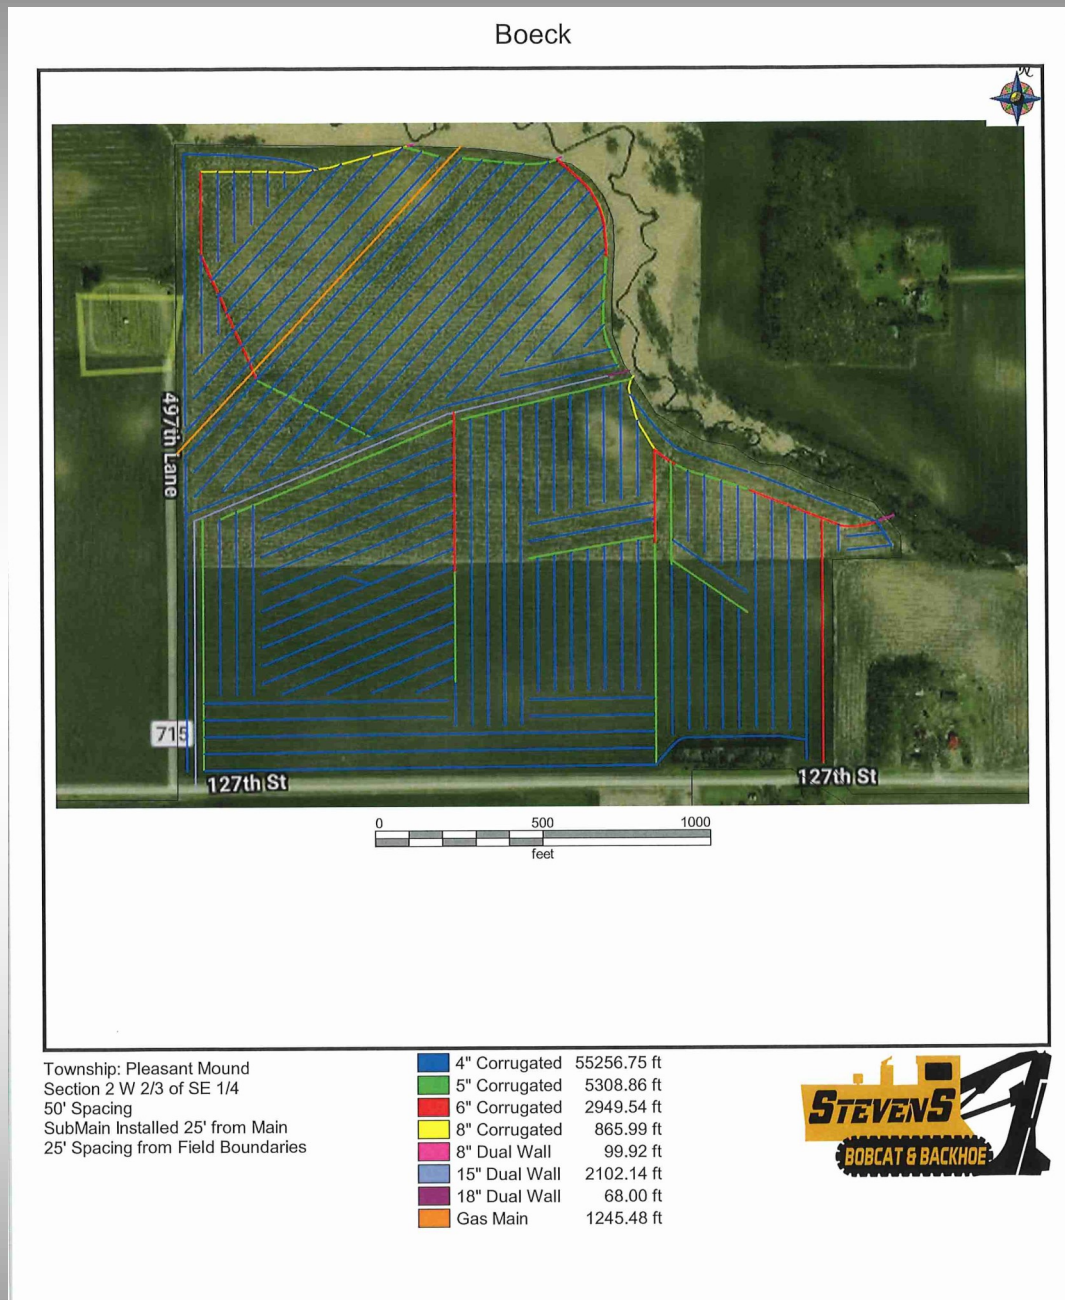 Boeck
N
497th Lane
715
127th St
127th St
0 500 1000
feet
Township: Pleasant Mound
Section 2 W 2/3 of SE 1/4
50' Spacing
SubMain Installed 25' from Main
25' Spacing from Field Boundaries
4" Corrugated 55256.75 ft
5" Corrugated 5308.86 ft
6" Corrugated 2949.54 ft
8" Corrugated 865.99 ft
8" Dual Wall 99.92 ft
15" Dual Wall 2102.14 ft
18" Dual Wall 68.00 ft
Gas Main 1245.48 ft
STEVENS
BOBCAT & BACKHOE